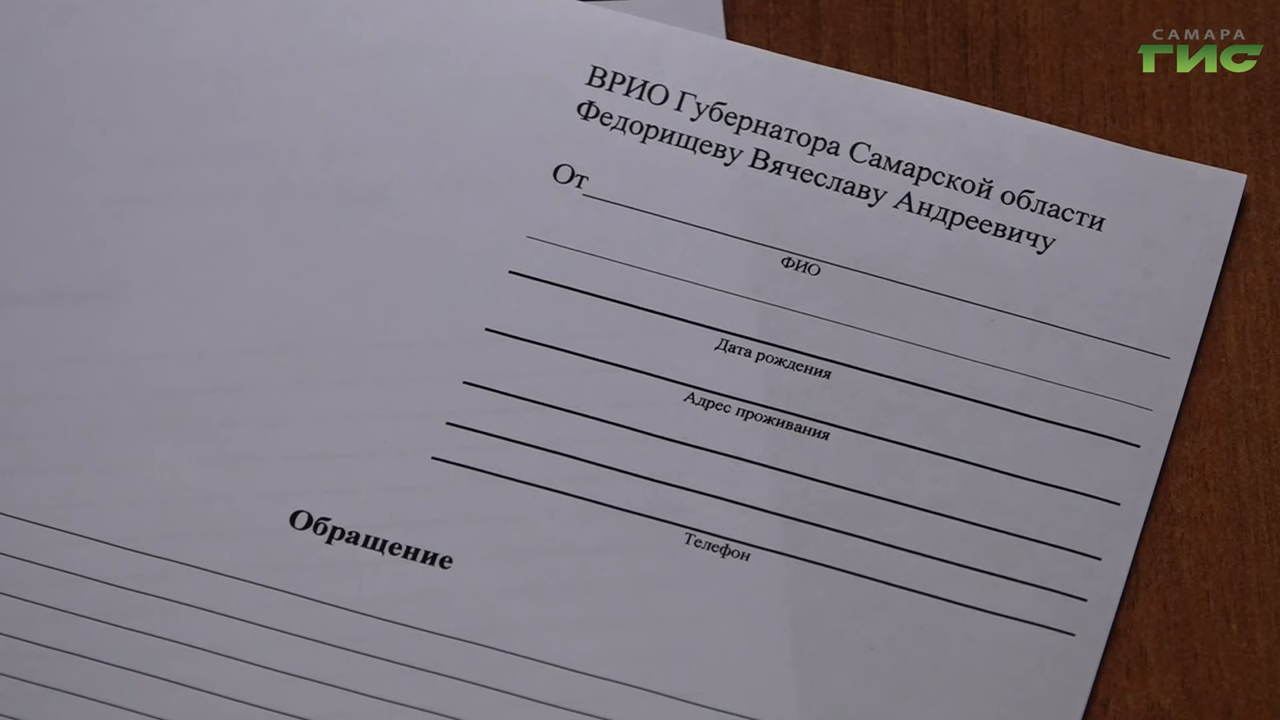 САМАРА
ГИС
ВРИО Губернатора Самарской области
Федорищеву Вячеславу Андреевичу
От
ФИО
Дата рождения
Адрес проживания
Телефон
Обращение